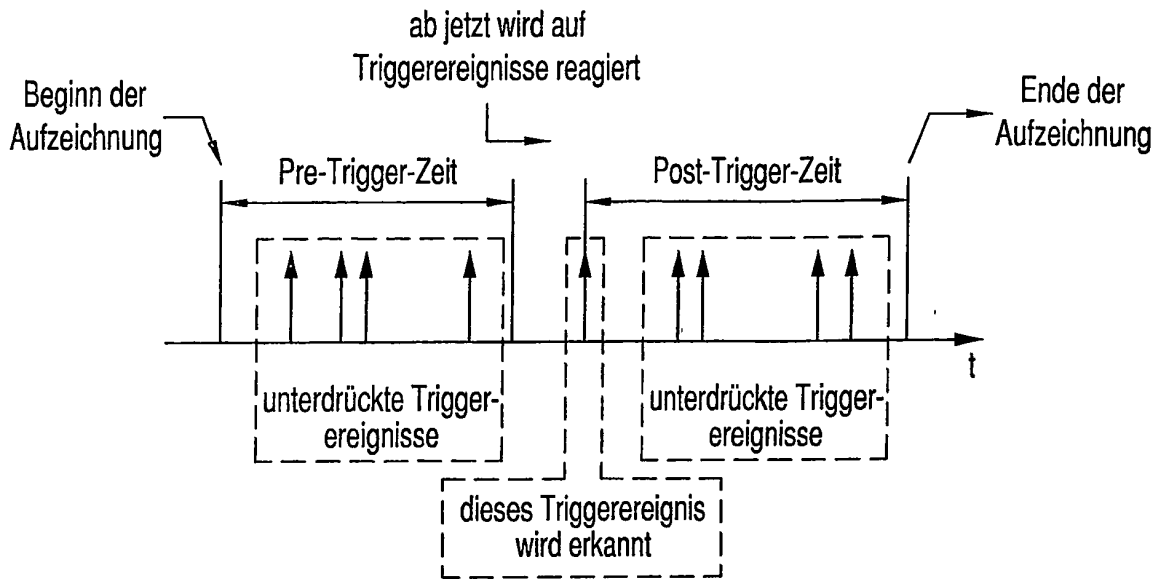 ab jetzt wird auf
Triggerereignisse reagiert
Beginn der
Aufzeichnung
Ende der
Aufzeichnung
Pre-Trigger-Zeit
Post-Trigger-Zeit
t
unterdrückte Trigger-
ereignisse
unterdrückte Trigger-
ereignisse
dieses Triggerereignis
wird erkannt